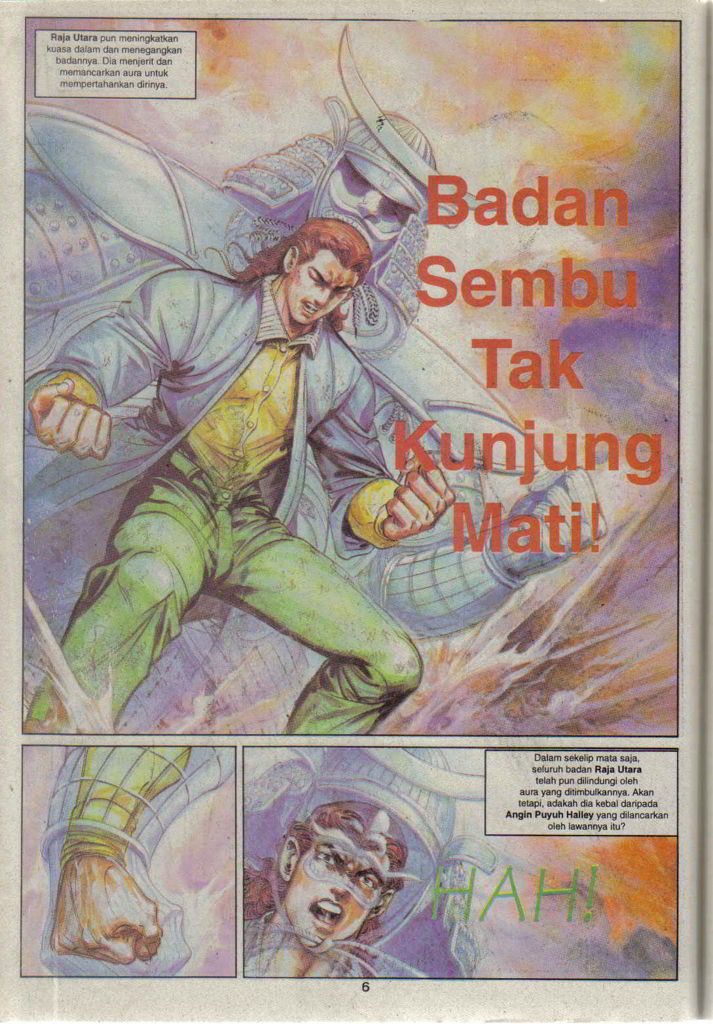 Raja Utara pun meningkatkan
kuasa dalam dan menegangkan
badannya. Dia menjerit dan
memancarkan aura untuk
mempertahankan dirinya.
Badan
Sembu
Tak
Kunjung
Mati!
Dalam sekelip mata saja,
seluruh badan Raja Utara
telah pun dilindungi oleh
aura yang ditimbulkannya. Akan
tetapi, adakah dia kebal daripada
Angin Puyuh Halley yang dilancarkan
oleh lawannya itu?
HAH!
6